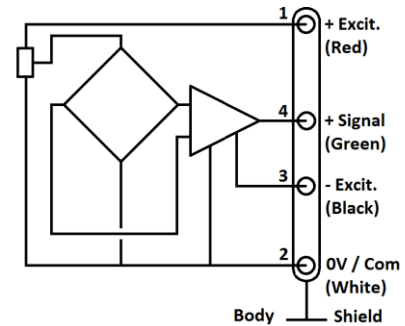 1 + Excit.
(Red)
4 + Signal
(Green)
3 - Excit.
(Black)
2 0V / Com
(White)
Body Shield